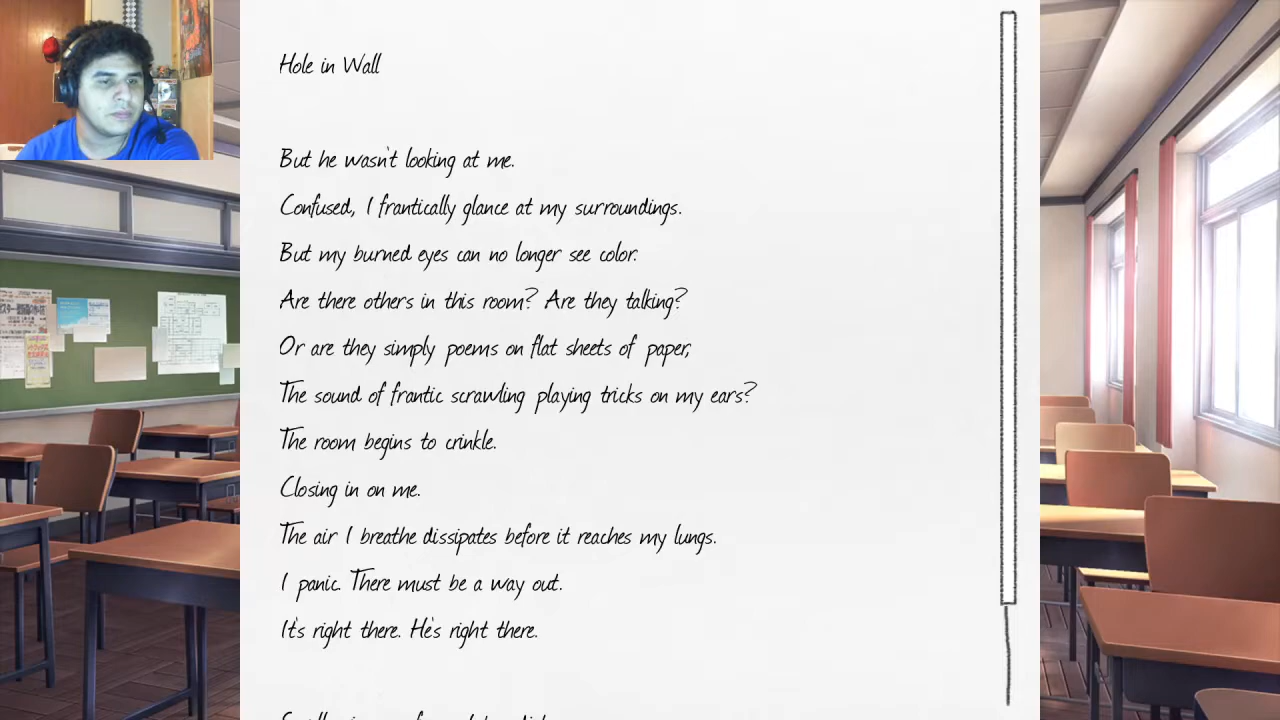 Hole in Wall
But he wasn't looking at me.
Confused, I frantically glance at my surroundings.
But my burned eyes can no longer see color.
Are there others in this room? Are they talking?
Or are they simply poems on flat sheets of paper,
The sound of frantic scrawling playing tricks on my ears?
The room begins to crinkle.
Closing in on me.
The air I breathe dissipates before it reaches my lungs.
I panic. There must be a way out.
It's right there. He's right there.